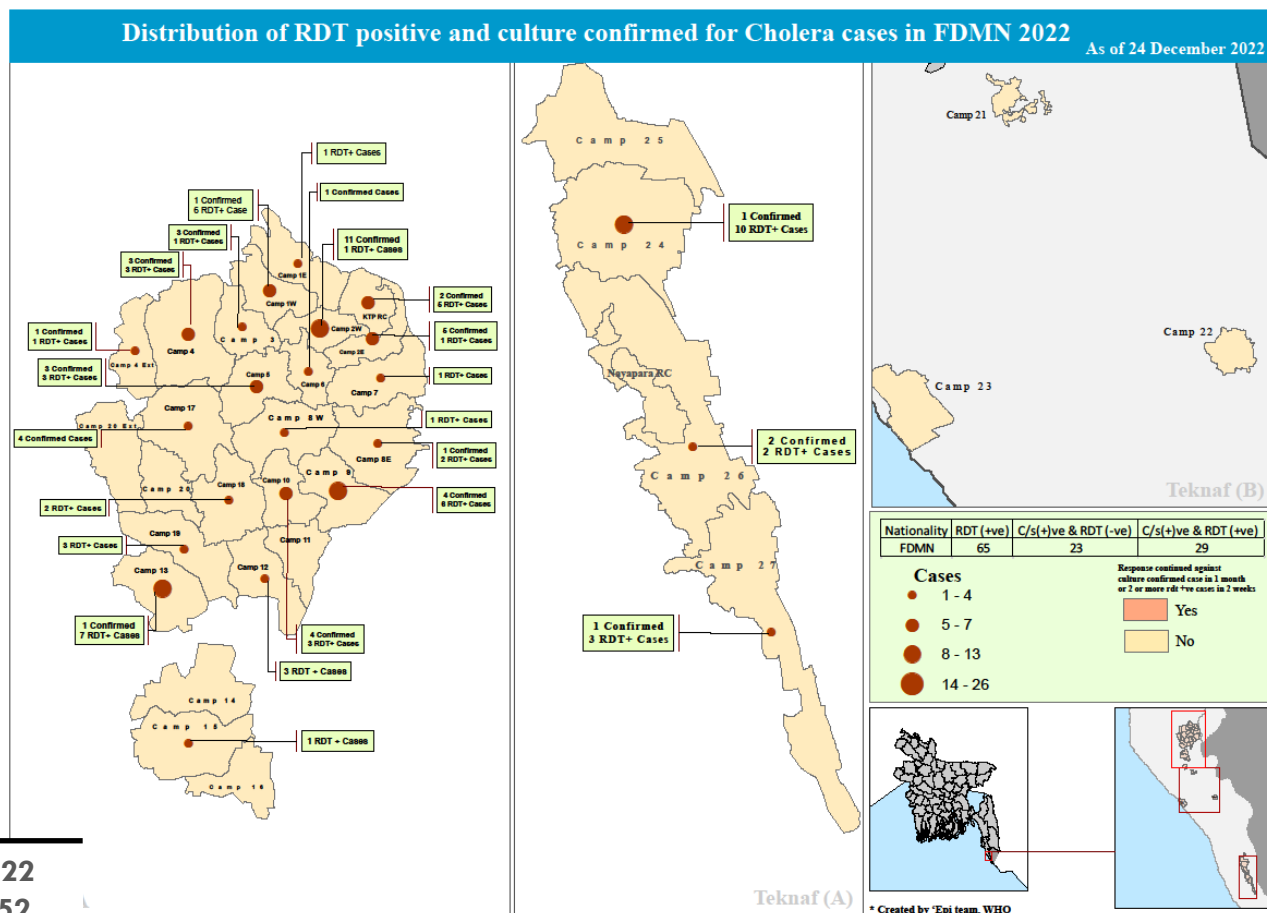 Distribution of RDT positive and culture confirmed for Cholera cases in FDMN 2022
As of 24 December 2022
1 RDT+ Cases
1 Confirmed Cases
1 Confirmed
6 RDT+ Case
11 Confirmed
1 RDT+ Cases
3 Confirmed
1 RDT+ Cases
3 Confirmed
3 RDT+ Cases
2 Confirmed
5 RDT+ Cases
1 Confirmed
1 RDT+ Cases
5 Confirmed
1 RDT+ Cases
3 Confirmed
3 RDT+ Cases
1 RDT+ Cases
1 RDT+ Cases
4 Confirmed Cases
1 Confirmed
2 RDT+ Cases
4 Confirmed
6 RDT+ Cases
2 RDT+ Cases
3 RDT+ Cases
1 Confirmed
7 RDT+ Cases
4 Confirmed
3 RDT+ Cases
3 RDT + Cases
1 RDT + Cases
Camp 1E
Camp 1W
KTP RC
Camp 2W
Camp 3
Camp 2E
Camp 4
Camp 4 Ext
Camp 5
Camp 6
Camp 7
Camp 17
Camp 8W
Camp 20 Ext
Camp 8E
Camp 9
Camp 10
Camp 18
Camp 20
Camp 19
Camp 11
Camp 13
Camp 12
Camp 14
Camp 15
Camp 16
22
52
Camp 25
1 Confirmed
10 RDT+ Cases
Camp 24
Nayapara RC
2 Confirmed
2 RDT+ Cases
Camp 26
Camp 27
1 Confirmed
3 RDT+ Cases
Teknaf (A)
Camp 21
Camp 22
Camp 23
Teknaf (B)
Nationality RDT (+ve) C/s(+)ve & RDT (-ve) C/s(+)ve & RDT (+ve)
FDMN 65 23 29
Cases
1 - 4
5 - 7
8 - 13
14 - 26
Response continued against
culture confirmed case in 1 month
or 2 or more rdt +ve cases in 2 weeks
Yes
No
* Created by 'Epi team, WHO